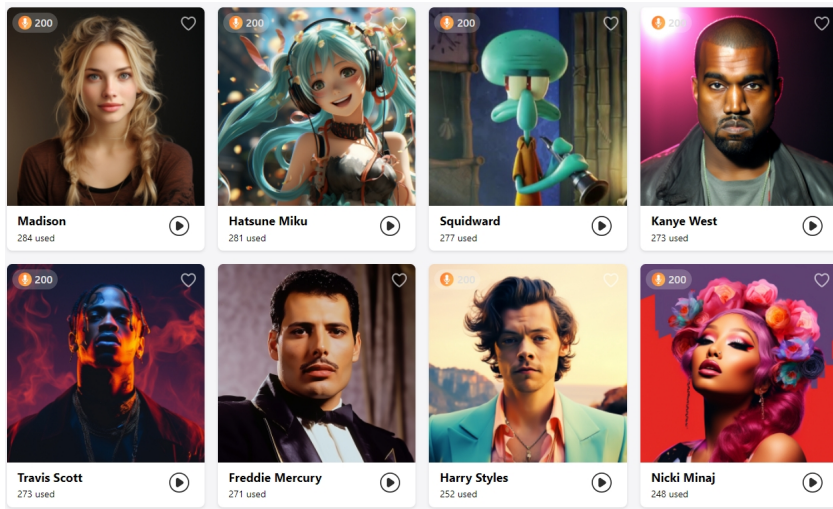 200
200
200
200
Madison
284 used
Hatsune Miku
281 used
Squidward
277 used
Kanye West
273 used
200
200
200
Travis Scott
273 used
Freddie Mercury
271 used
Harry Styles
252 used
Nicki Minaj
248 used